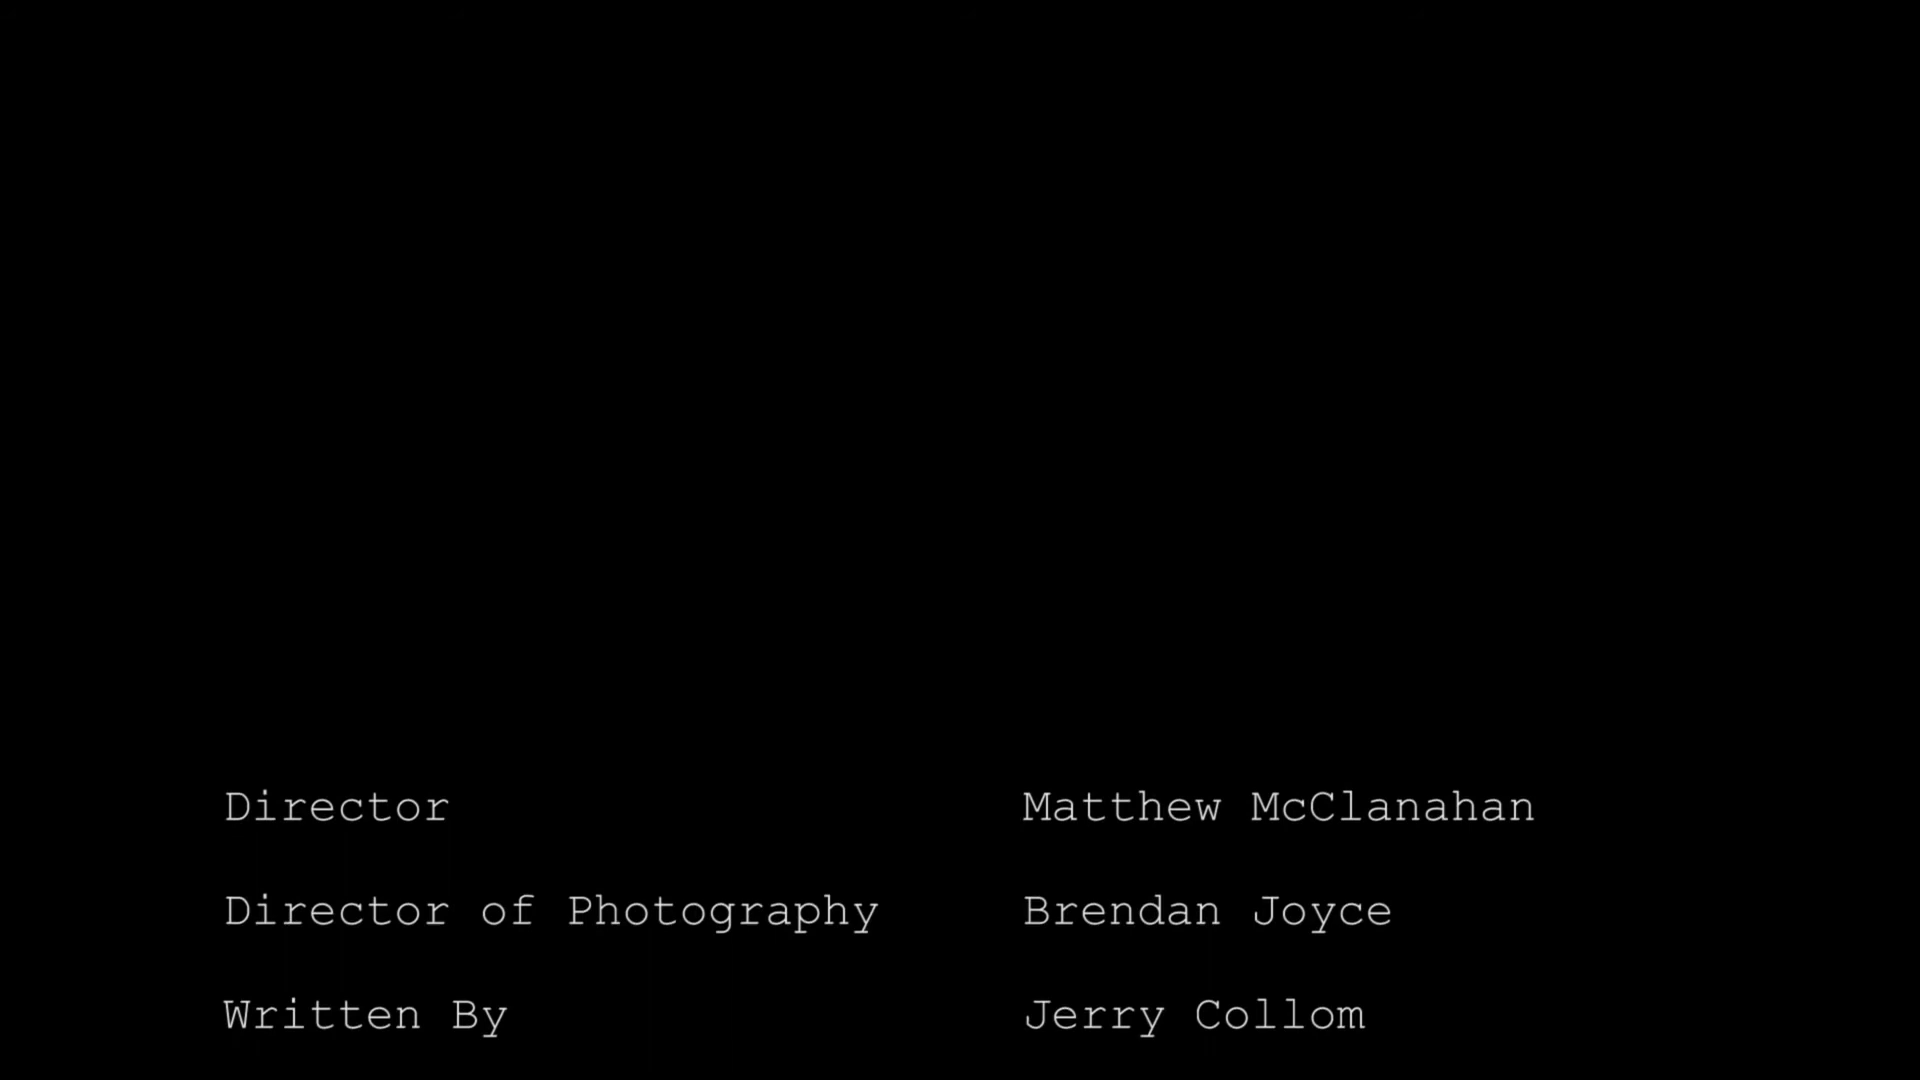 Director Matthew McClanahan
Director of Photography Brendan Joyce
Written By Jerry Collom